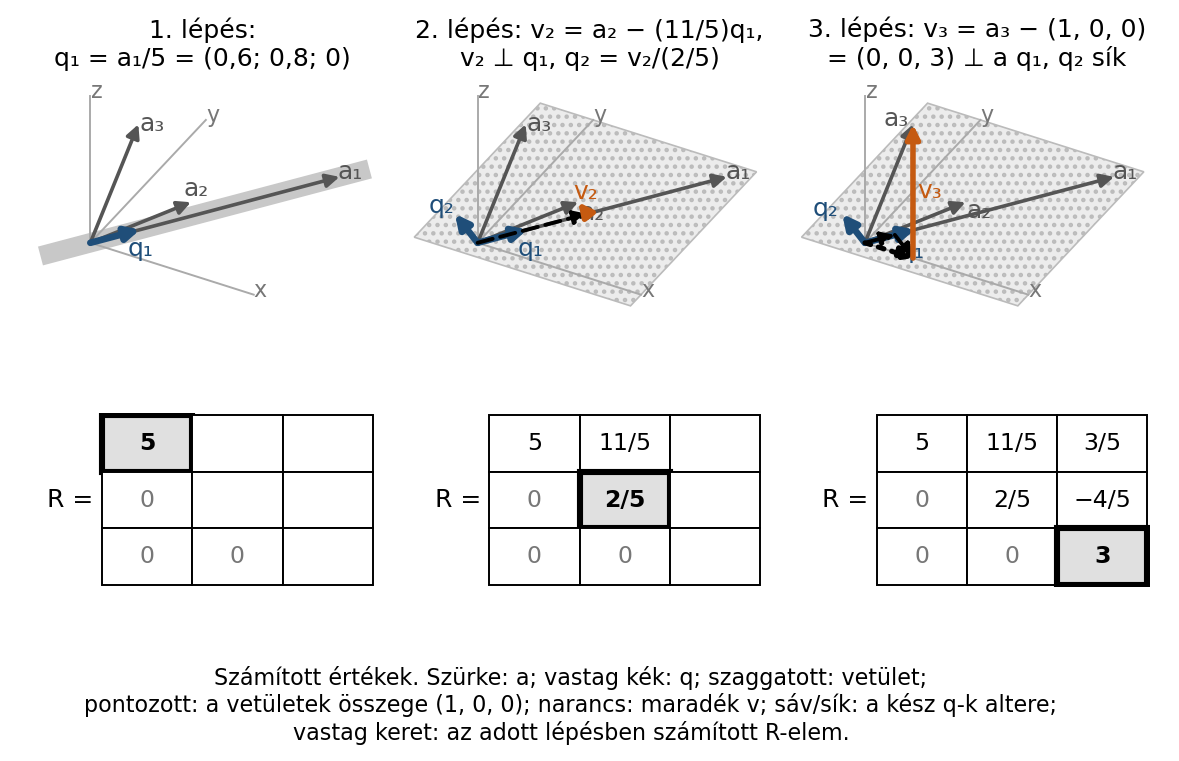 1. lépés:
q₁ = a₁/5 = (0,6; 0,8; 0)
2. lépés: v₂ = a₂ − (11/5)q₁,
v₂ ⊥ q₁, q₂ = v₂/(2/5)
3. lépés: v₃ = a₃ − (1, 0, 0)
= (0, 0, 3) ⊥ a q₁, q₂ sík
z
y
a₃
a₂
a₁
q₁
x
z
y
a₃
a₁
v₂
q₂
q₁
x
z
y
a₃
a₁
v₃
q₂
a₂
x
R =
5
0
0 0
R =
5 11/5
0 2/5
0 0
R =
5 11/5 3/5
0 2/5 −4/5
0 0 3
Számított értékek. Szürke: a; vastag kék: q; szaggatott: vetület;
pontozott: a vetületek összege (1, 0, 0); narancs: maradék v; sáv/sík: a kész q-k altere;
vastag keret: az adott lépésben számított R-elem.